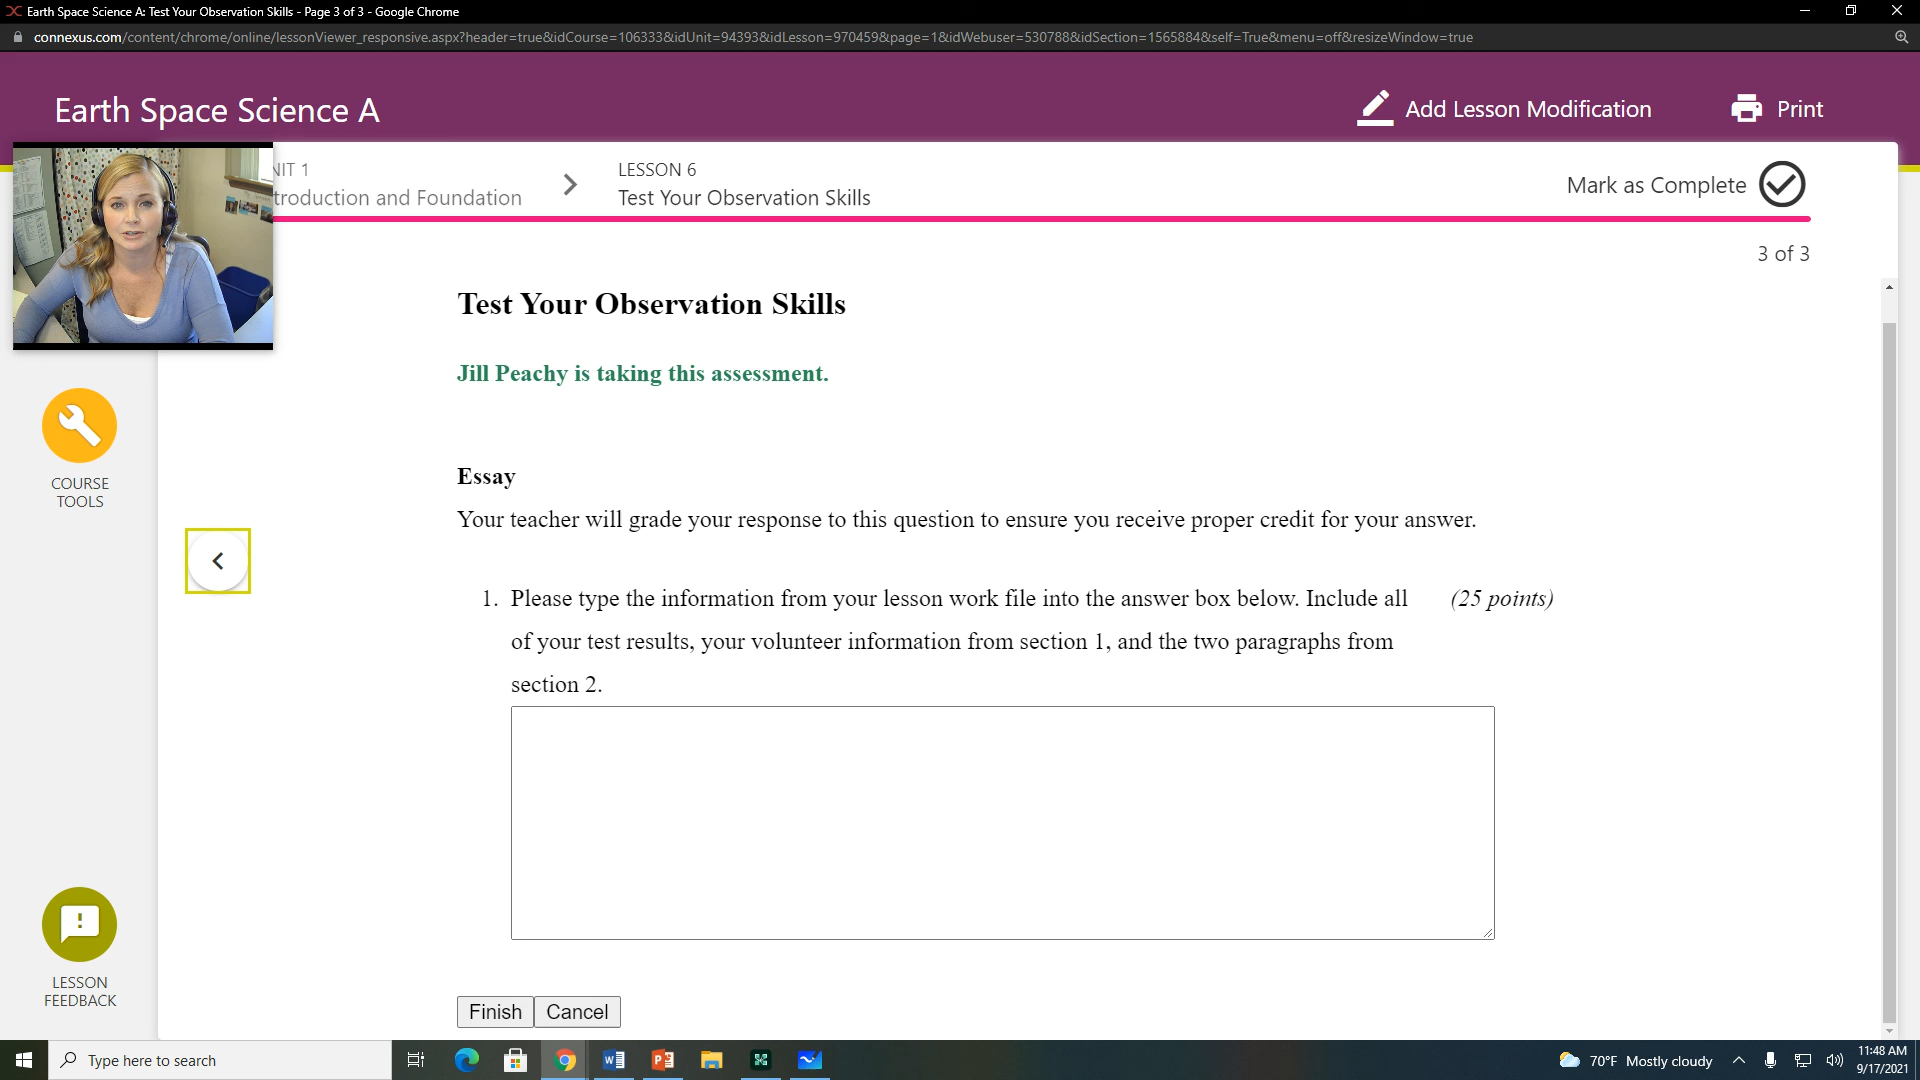 Earth Space Science A: Test Your Observation Skills - Page 3 of 3 - Google Chrome
connexus.com/content/chrome/online/lessonViewer_responsive.aspx?header=true&idCourse=106333&idUnit=94393&idLesson=970459&page=1&idWebuser=530788&idSection=1565884&self=True&menu=off&resizeWindow=true
Earth Space Science A
Add Lesson Modification
Print
NIT 1
troduction and Foundation
LESSON 6
Test Your Observation Skills
Mark as Complete
3 of 3
Test Your Observation Skills
Jill Peachy is taking this assessment.
COURSE
TOOLS
Essay
Your teacher will grade your response to this question to ensure you receive proper credit for your answer.
1. Please type the information from your lesson work file into the answer box below. Include all (25 points)
of your test results, your volunteer information from section 1, and the two paragraphs from
section 2.
LESSON
FEEDBACK
Finish
Cancel
Type here to search
70°F Mostly cloudy
11:48 AM
9/17/2021